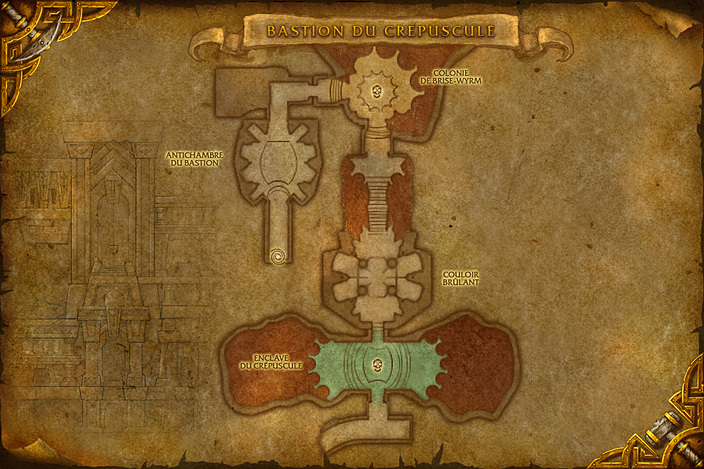 BASTION DU CRÉPUSCULE
COLONIE
DE BRISE-WYRM
ANTICHAMBRE
DU BASTION
COULOIR
BRÛLANT
ENCLAVE
DU CRÉPUSCULE